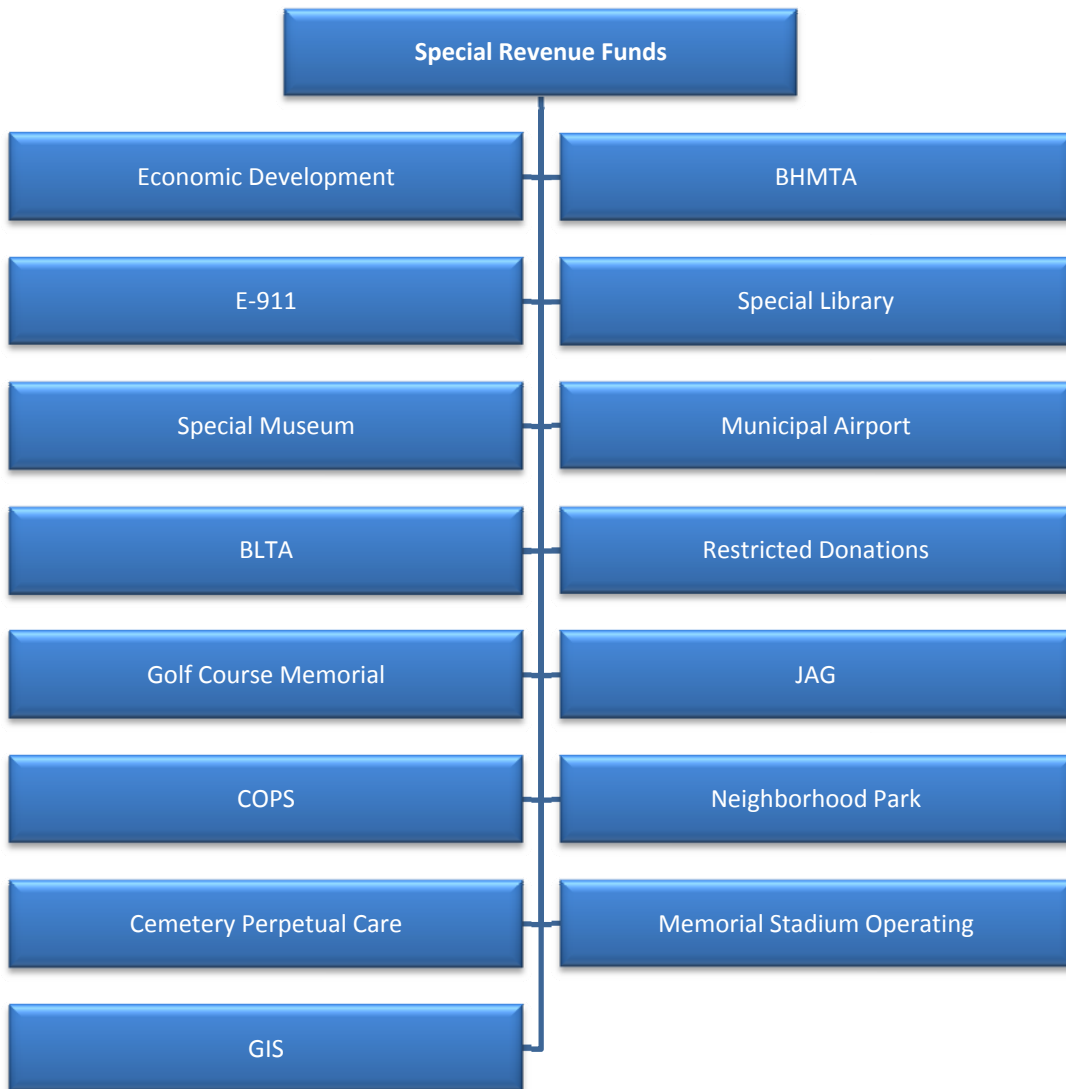 Special Revenue Funds
Economic Development
BHMTA
E-911
Special Library
Special Museum
Municipal Airport
BLTA
Restricted Donations
Golf Course Memorial
JAG
COPS
Neighborhood Park
Cemetery Perpetual Care
Memorial Stadium Operating
GIS